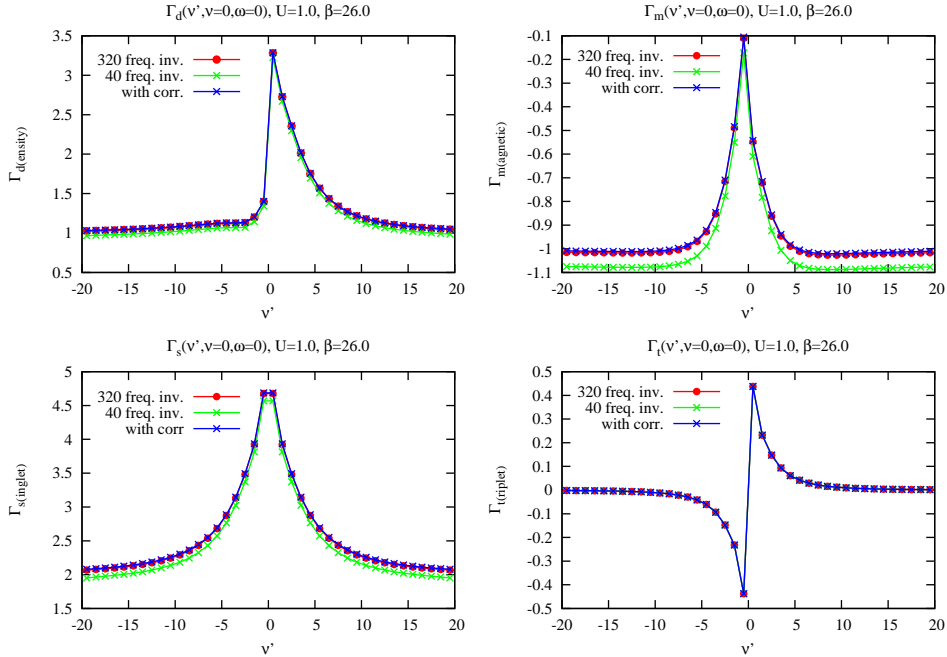 Γd(ν',ν=0,ω=0), U=1.0, β=26.0
3.5
3
2.5
2
1.5
1
0.5
Γd(ensity)
320 freq. inv.
40 freq. inv.
with corr.
-20 -15 -10 -5 0 5 10 15 20
ν'
Γm(ν',ν=0,ω=0), U=1.0, β=26.0
-0.1
-0.2
-0.3
-0.4
-0.5
-0.6
-0.7
-0.8
-0.9
-1
-1.1
Γm(agnetic)
320 freq. inv.
40 freq. inv.
with corr.
-20 -15 -10 -5 0 5 10 15 20
ν'
Γs(ν',ν=0,ω=0), U=1.0, β=26.0
5
4.5
4
3.5
3
2.5
2
1.5
Γs(inglet)
320 freq. inv.
40 freq. inv.
with corr
-20 -15 -10 -5 0 5 10 15 20
ν'
Γt(ν',ν=0,ω=0), U=1.0, β=26.0
0.5
0.4
0.3
0.2
0.1
0
-0.1
-0.2
-0.3
-0.4
-0.5
Γt(riplet)
320 freq. inv.
40 freq. inv.
with corr.
-20 -15 -10 -5 0 5 10 15 20
ν'